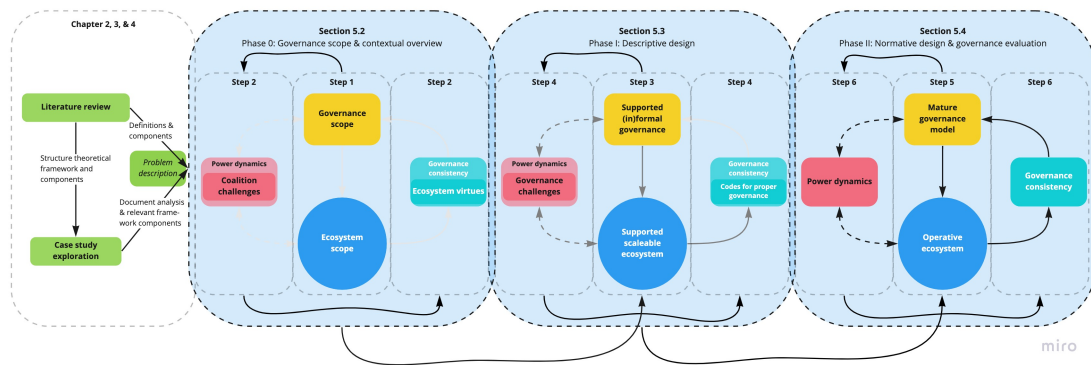 Chapter 2, 3, & 4
Literature review
Definitions &
components
Structure theoretical
framework and
components
Problem
description
Document analysis
& relevant frame-
work components
Case study
exploration
Section 5.2
Phase 0: Governance scope & contextual overview
Step 2
Step 1
Step 2
Governance
scope
Power dynamics
Coalition
challenges
Governance
consistency
Ecosystem virtues
Ecosystem
scope
Section 5.3
Phase I: Descriptive design
Step 4
Step 3
Step 4
Supported
(in)formal
governance
Power dynamics
Governance
challenges
Governance
consistency
Codes for proper
governance
Supported
scaleable
ecosystem
Section 5.4
Phase II: Normative design & governance evaluation
Step 6
Step 5
Step 6
Mature
governance
model
Power dynamics
Governance
consistency
Operative
ecosystem
miro